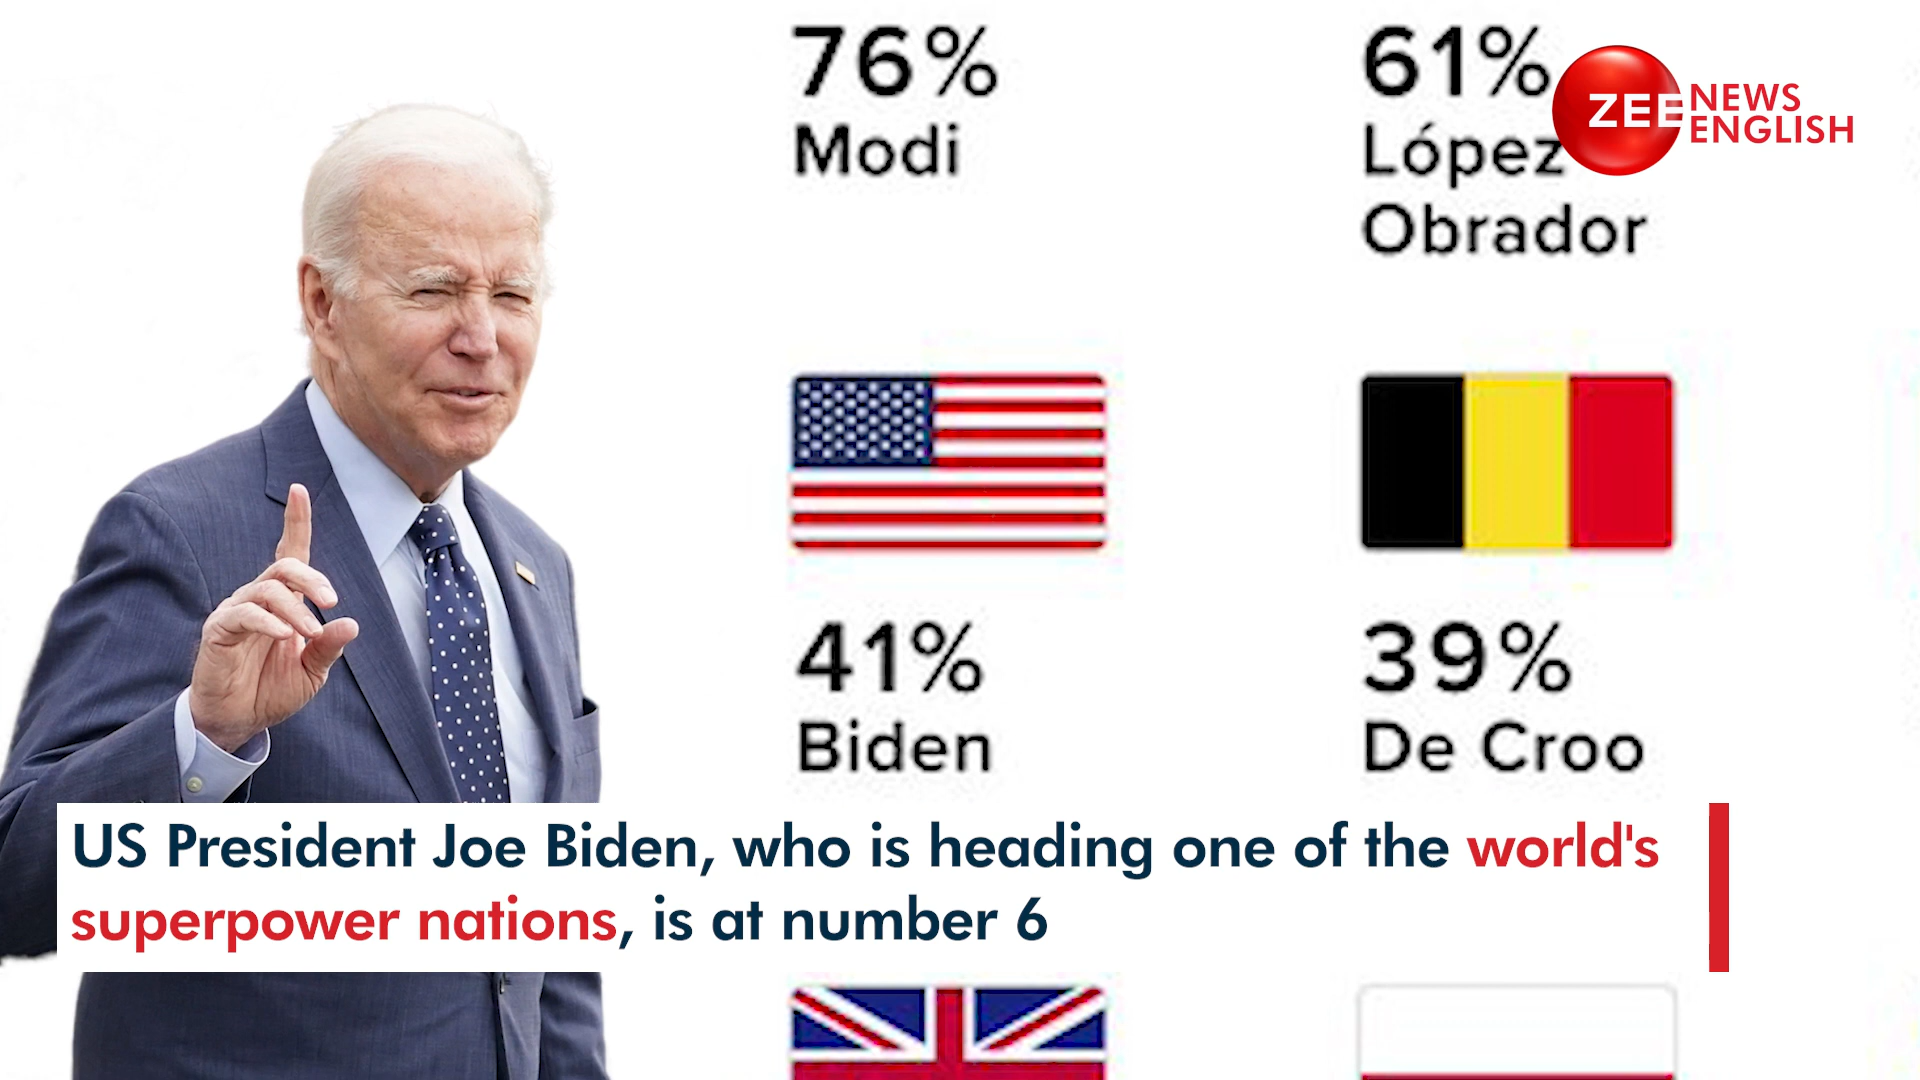 76%
Modi
61%
López
Obrador
ZEE NEWS
ENGLISH
41%
Biden
39%
De Croo
US President Joe Biden, who is heading one of the world's
superpower nations, is at number 6